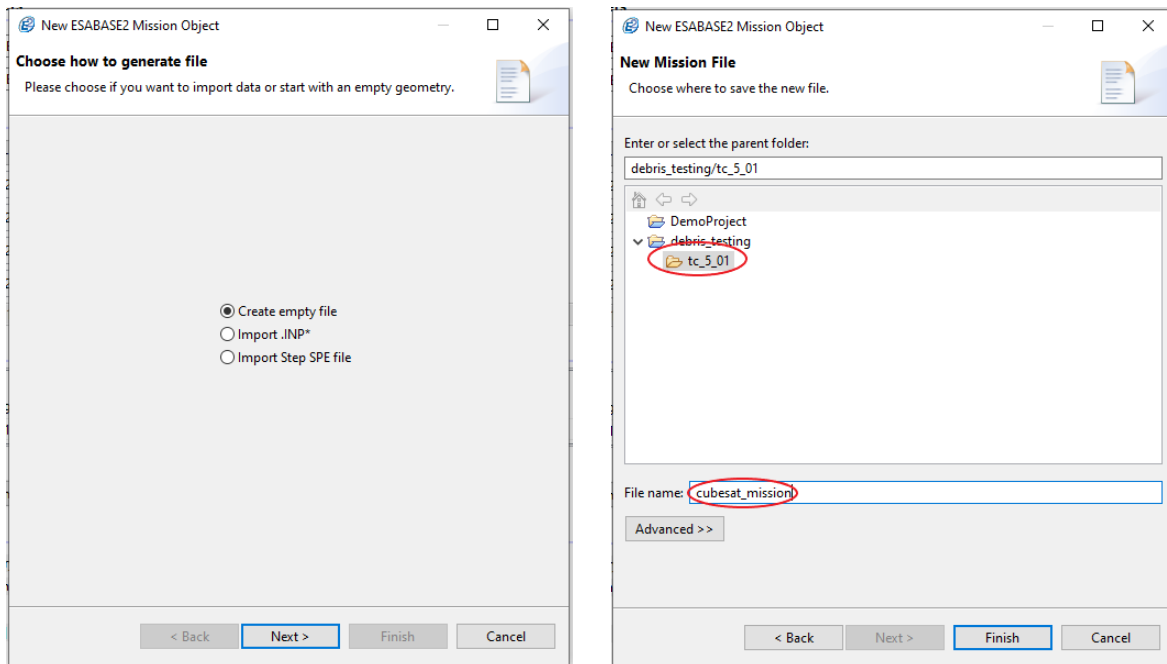 New ESABASE2 Mission Object
Choose how to generate file
Please choose if you want to import data or start with an empty geometry.
Create empty file
Import .INP*
Import Step SPE file
< Back
Next >
Finish
Cancel
New ESABASE2 Mission Object
New Mission File
Choose where to save the new file.
Enter or select the parent folder:
debris_testing/tc_5_01
DemoProject
debris_testing
tc_5_01
File name: cubesat_mission
Advanced >>
< Back
Next >
Finish
Cancel